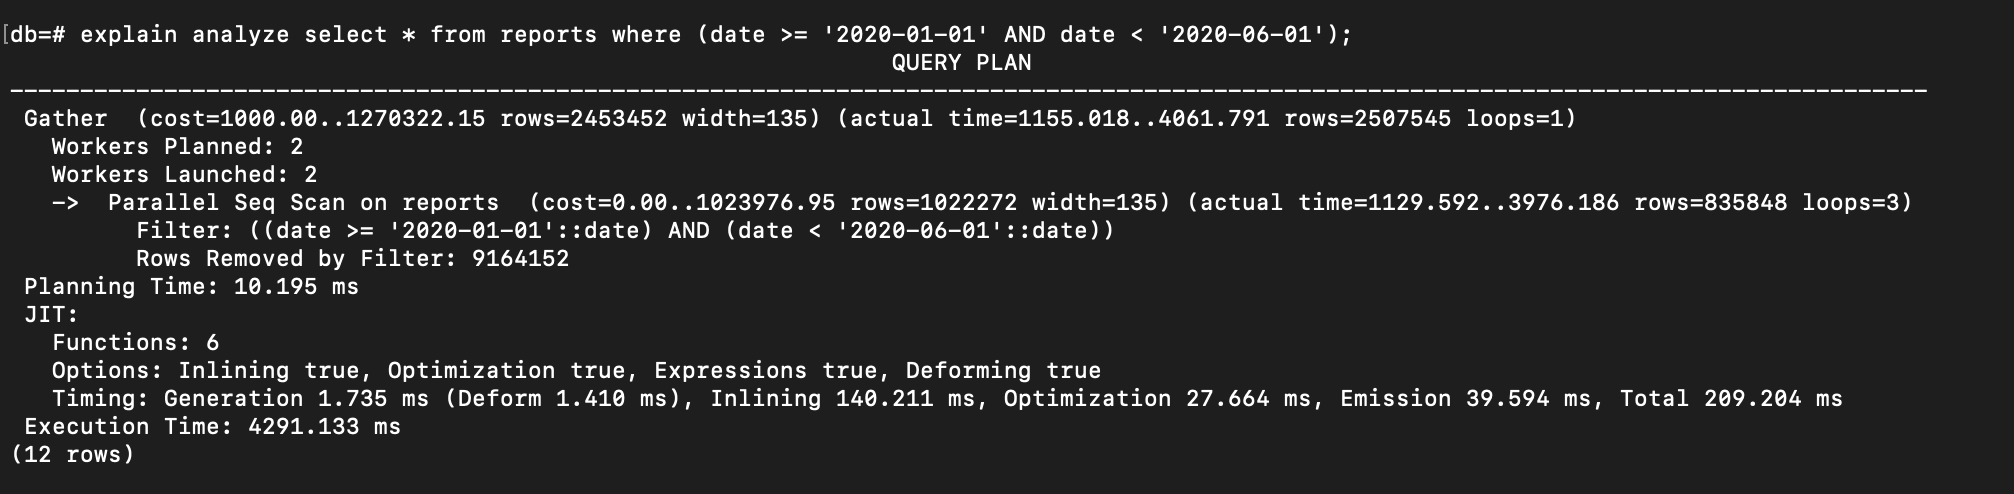 [db=# explain analyze select * from reports where (date >= '2020-01-01' AND date < '2020-06-01');
QUERY PLAN
-----------------------------------------------------------------------------------------------------------------------------------------
Gather  (cost=1000.00..1270322.15 rows=2453452 width=135) (actual time=1155.018..4061.791 rows=2507545 loops=1)
Workers Planned: 2
Workers Launched: 2
->  Parallel Seq Scan on reports  (cost=0.00..1023976.95 rows=1022272 width=135) (actual time=1129.592..3976.186 rows=835848 loops=3)
Filter: ((date >= '2020-01-01'::date) AND (date < '2020-06-01'::date))
Rows Removed by Filter: 9164152
Planning Time: 10.195 ms
JIT:
Functions: 6
Options: Inlining true, Optimization true, Expressions true, Deforming true
Timing: Generation 1.735 ms (Deform 1.410 ms), Inlining 140.211 ms, Optimization 27.664 ms, Emission 39.594 ms, Total 209.204 ms
Execution Time: 4291.133 ms
(12 rows)